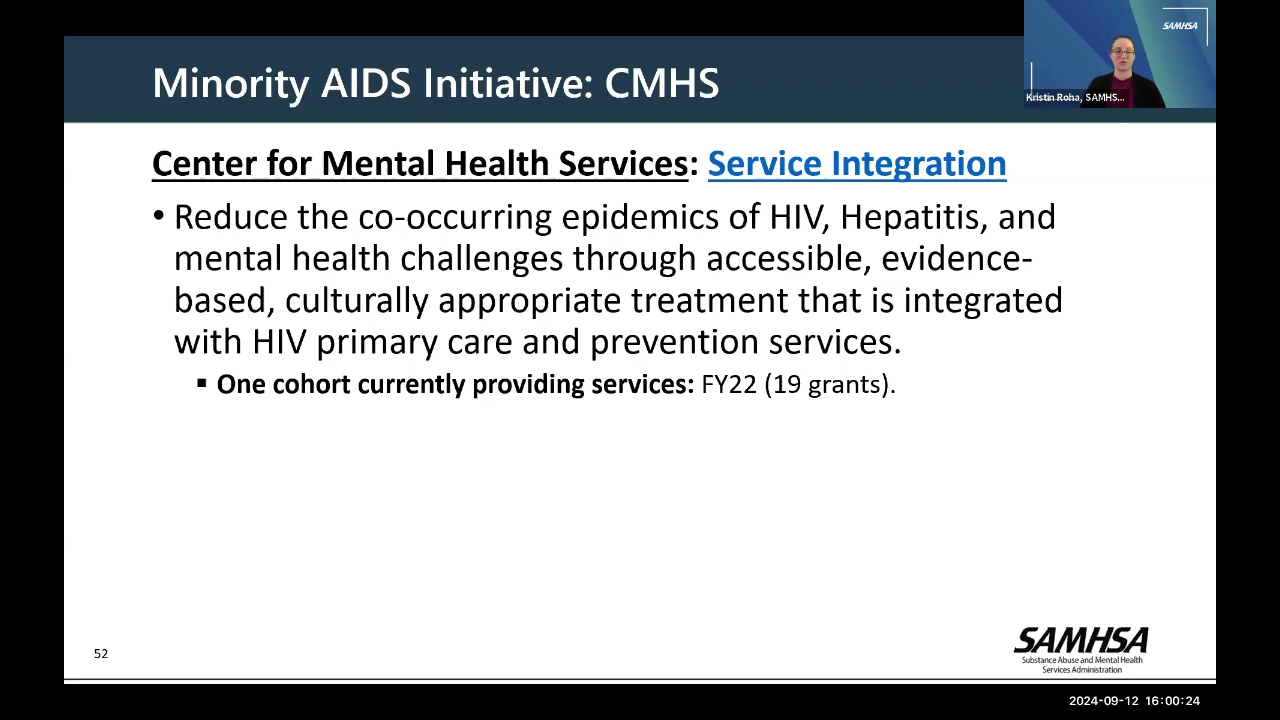 SAMHSA
Kristin Roha, SAMHS...
Minority AIDS Initiative: CMHS
Center for Mental Health Services: Service Integration
• Reduce the co-occurring epidemics of HIV, Hepatitis, and
mental health challenges through accessible, evidence-
based, culturally appropriate treatment that is integrated
with HIV primary care and prevention services.
▪ One cohort currently providing services: FY22 (19 grants).
52
SAMHSA
Substance Abuse and Mental Health
Services Administration
2024-09-12 16:00:24